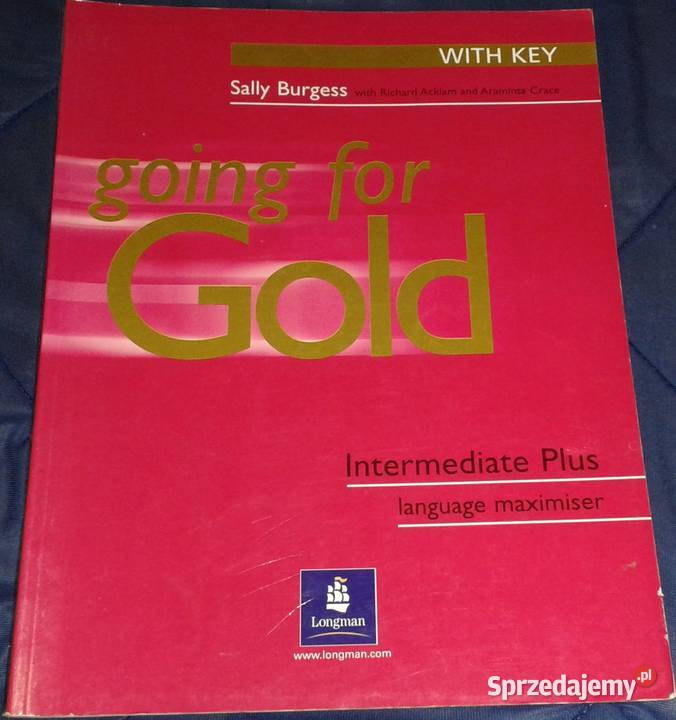 WITH KEY
Sally Burgess with Richard Acklam and Araminta Crace
going for
Gold
Intermediate Plus
language maximiser
Longman
www.longman.com
Sprzedajemy.pl